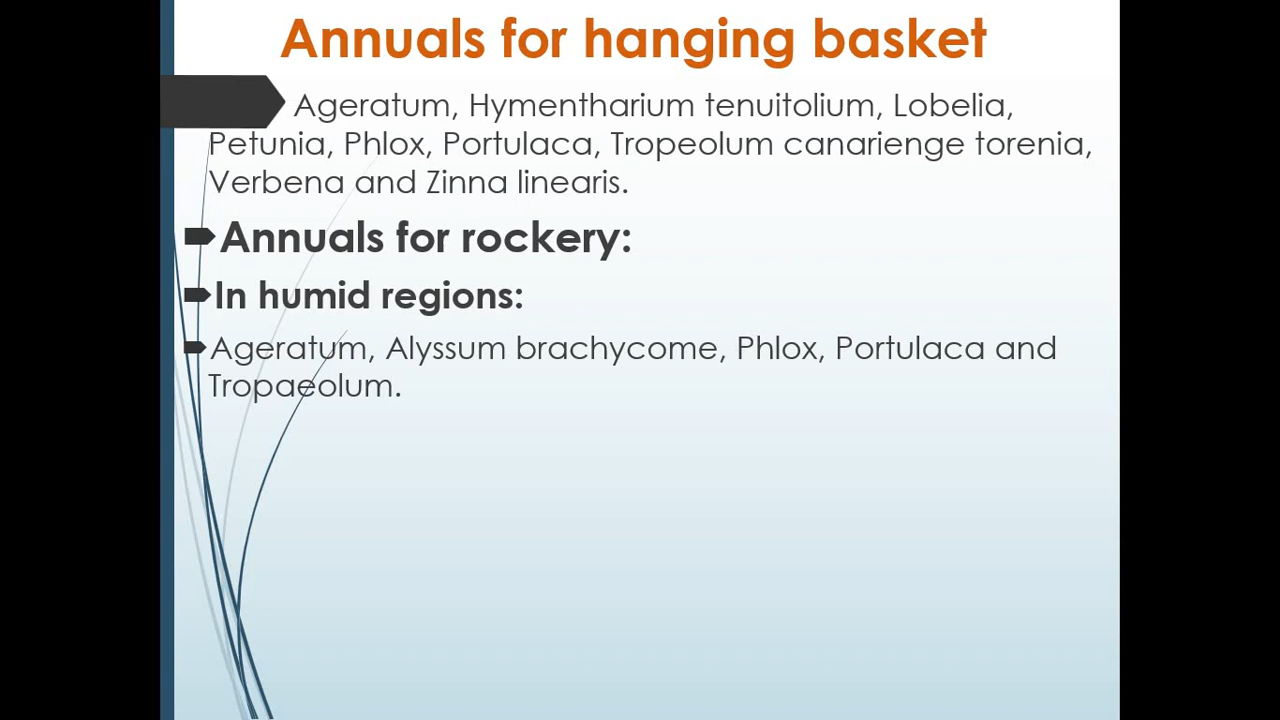 Annuals for hanging basket
Ageratum, Hymentharium tenuitolium, Lobelia,
Petunia, Phlox, Portulaca, Tropeolum canarienge torenia,
Verbena and Zinna linearis.
Annuals for rockery:
In humid regions:
Ageratum, Alyssum brachycome, Phlox, Portulaca and
Tropaeolum.